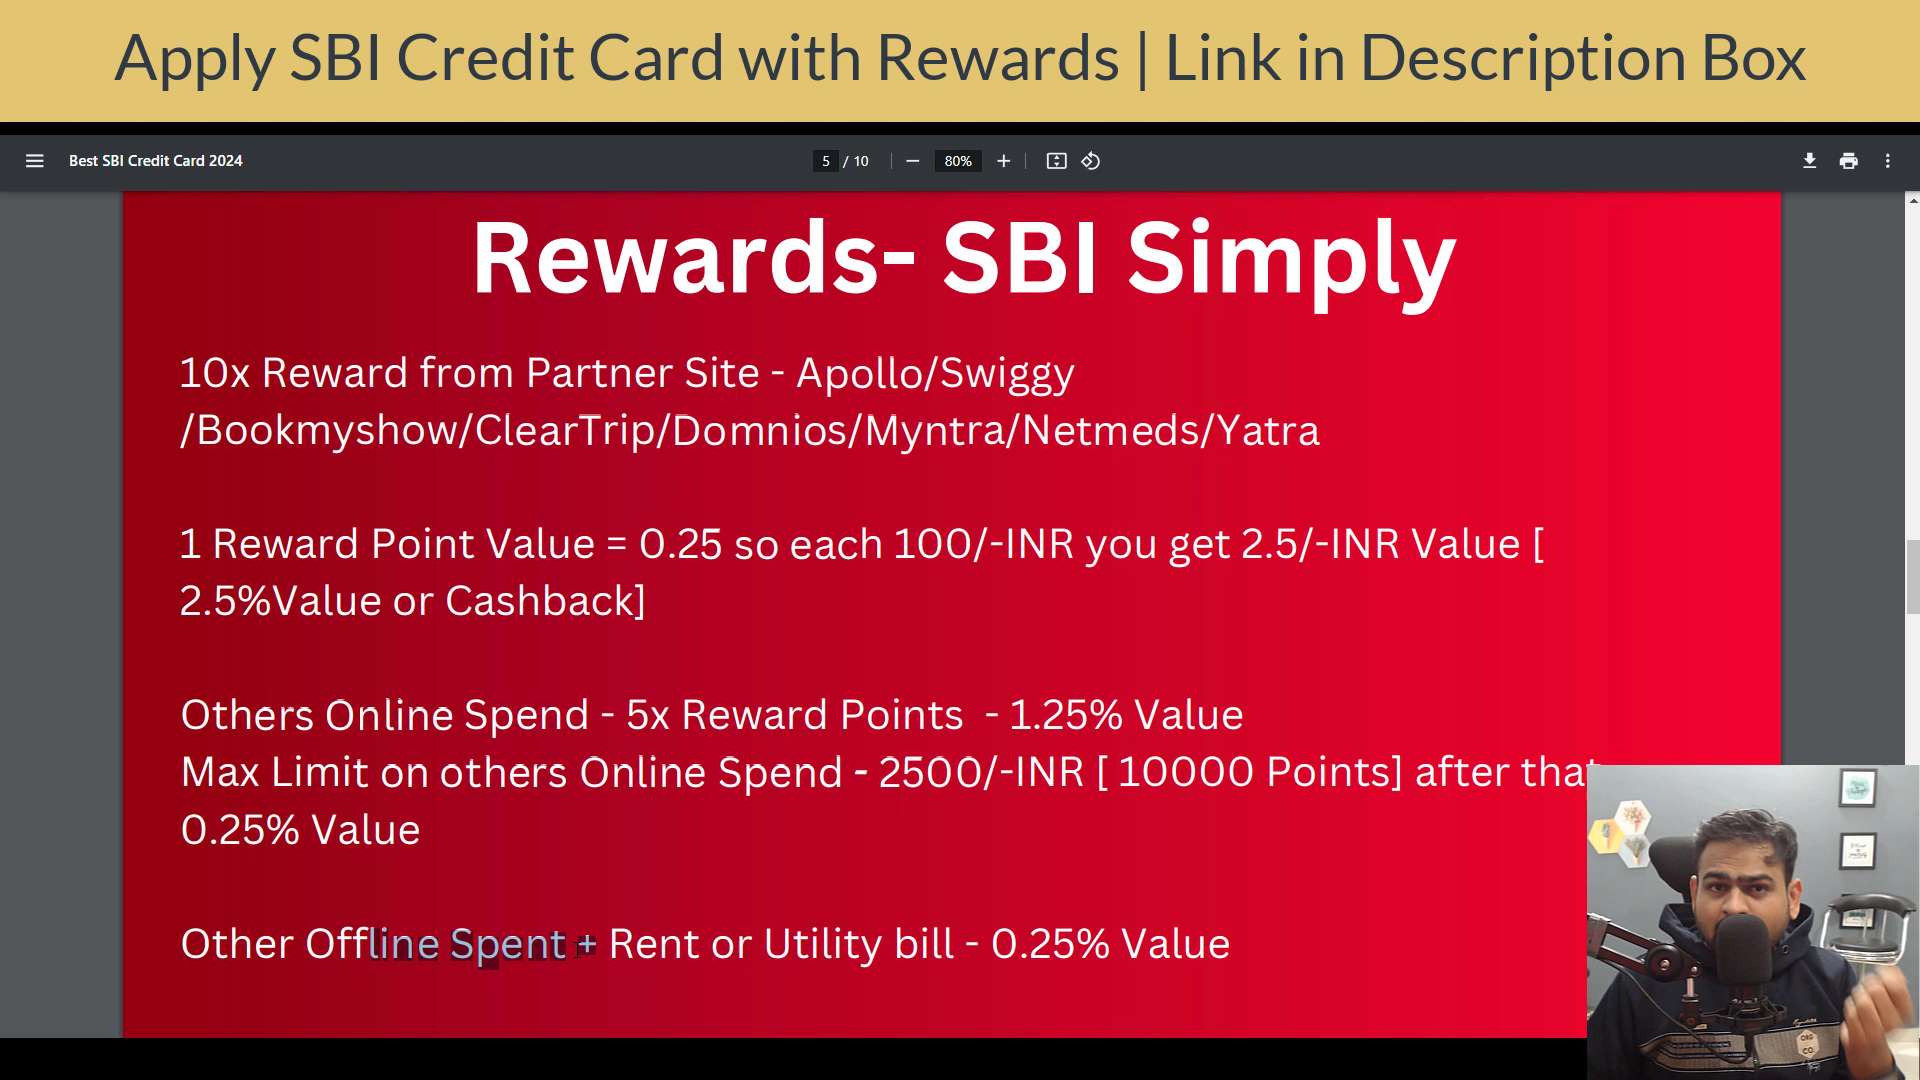 Apply SBI Credit Card with Rewards | Link in Description Box
Best SBI Credit Card 2024
5 / 10
80%
Rewards- SBI Simply
10x Reward from Partner Site - Apollo/Swiggy
/Bookmyshow/ClearTrip/Domnios/Myntra/Netmeds/Yatra
1 Reward Point Value = 0.25 so each 100/-INR you get 2.5/-INR Value [
2.5%Value or Cashback]
Others Online Spend - 5x Reward Points - 1.25% Value
Max Limit on others Online Spend - 2500/-INR [ 10000 Points] after that
0.25% Value
Other Offline Spent + Rent or Utility bill - 0.25% Value
ORG
CO